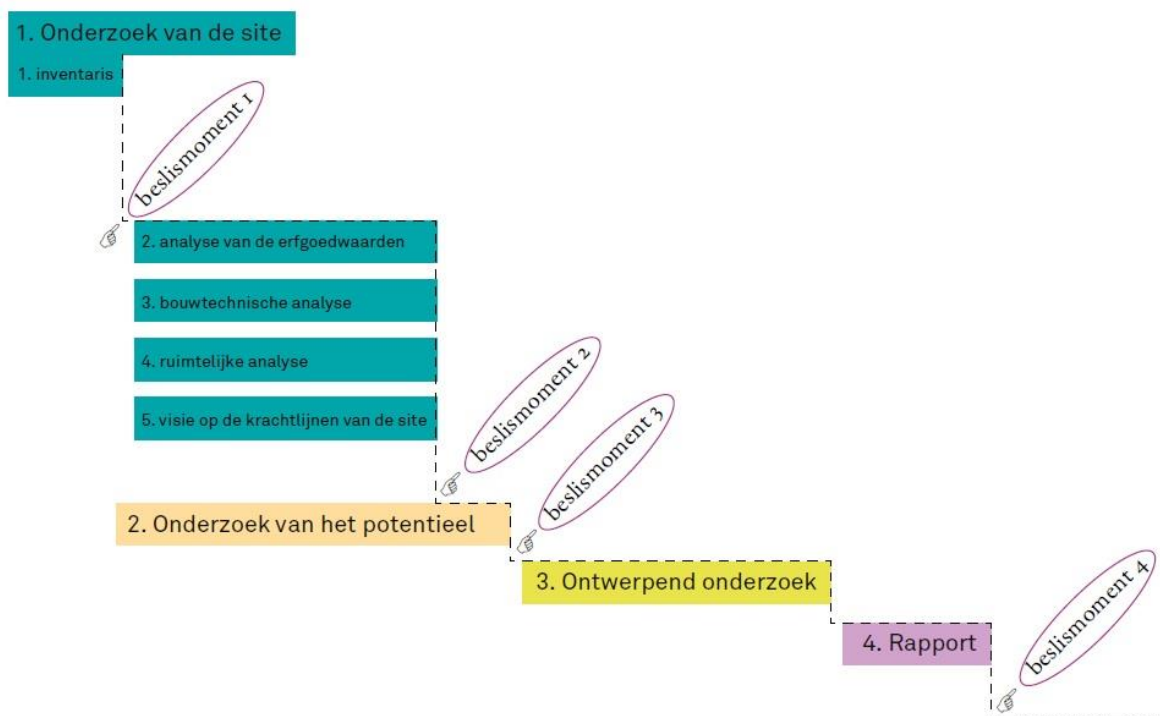 1. Onderzoek van de site
1. inventaris
beslismoment 1
2. analyse van de erfgoedwaarden
3. bouwtechnische analyse
4. ruimtelijke analyse
5. visie op de krachtlijnen van de site
beslismoment 2
beslismoment 3
2. Onderzoek van het potentieel
3. Ontwerpend onderzoek
beslismoment 4
4. Rapport